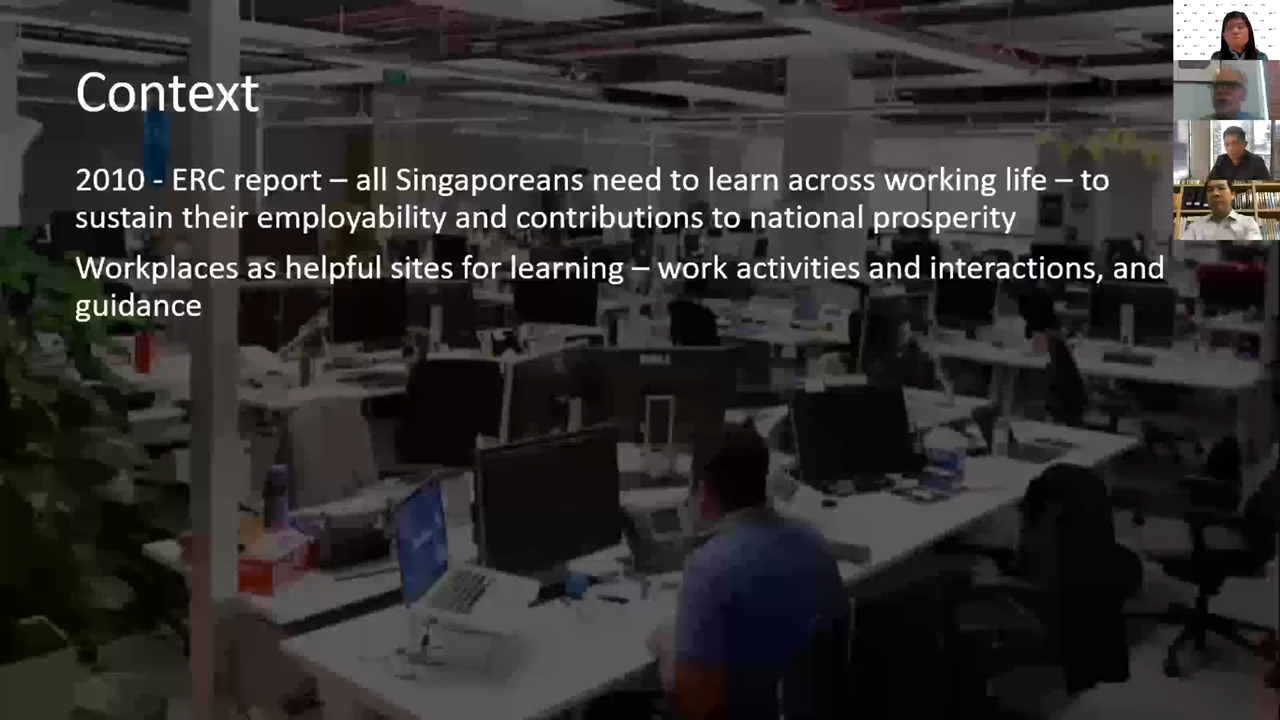 Context
2010 - ERC report – all Singaporeans need to learn across working life – to
sustain their employability and contributions to national prosperity
Workplaces as helpful sites for learning – work activities and interactions, and
guidance
DELL